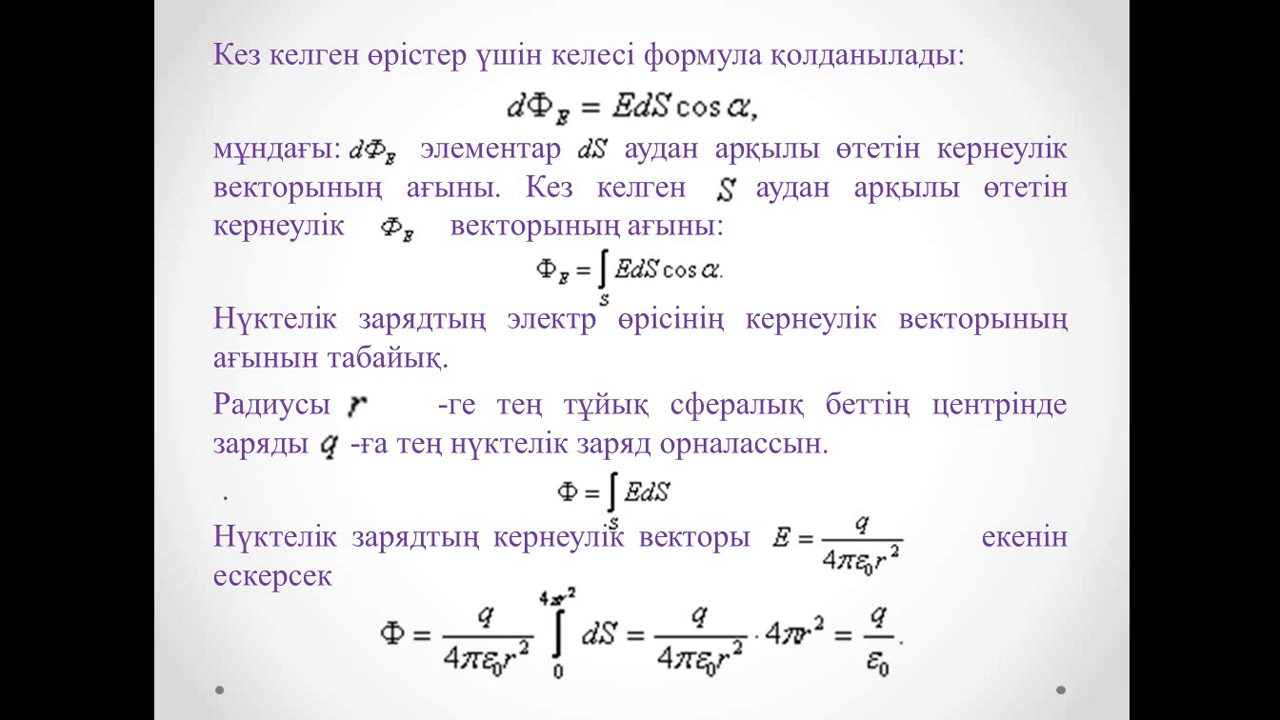 Кез келген өрістер үшін келесі формула қолданылады:
dΦ_E = EdS cos α,
мұндағы: dΦ_E элементар dS аудан арқылы өтетін кернеулік
векторының ағыны. Кез келген S аудан арқылы өтетін
кернеулік Φ_E векторының ағыны:
Φ_E = ∫_S EdS cos α.
Нүктелік зарядтың электр өрісінің кернеулік векторының
ағынын табайық.
Радиусы r -ге тең тұйық сфералық беттің центрінде
заряды q -ға тең нүктелік заряд орналассын.
. Φ = ∫_S EdS
Нүктелік зарядтың кернеулік векторы E = q / 4πε₀r² екенін
ескерсек
Φ = q / 4πε₀r² ∫₀^{4πr²} dS = q / 4πε₀r² · 4πr² = q / ε₀.